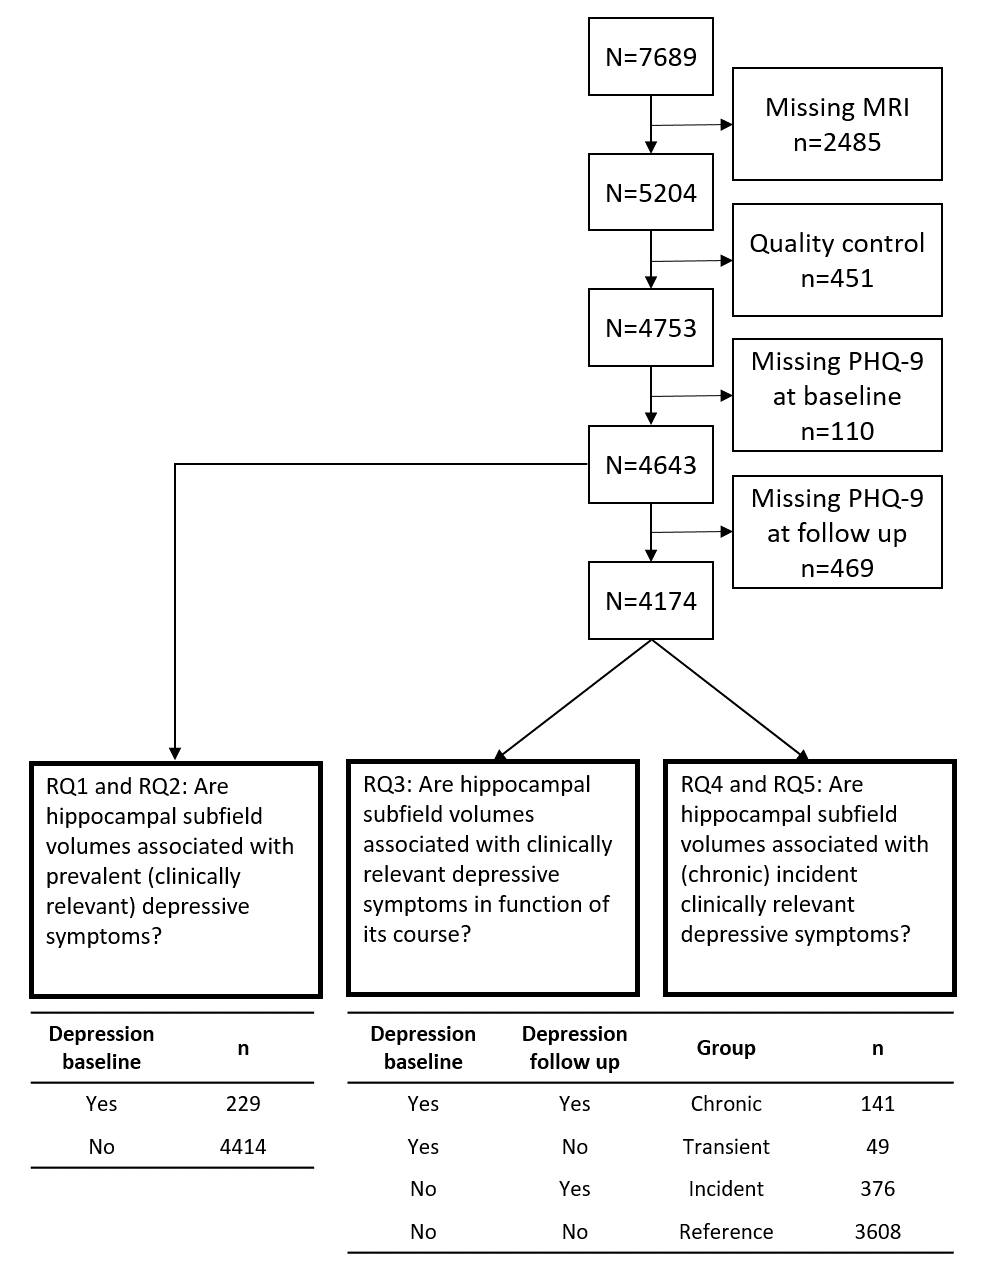 N=7689
Missing MRI
n=2485
N=5204
Quality control
n=451
N=4753
Missing PHQ-9
at baseline
n=110
N=4643
Missing PHQ-9
at follow up
n=469
N=4174
RQ1 and RQ2: Are
hippocampal subfield
volumes associated with
prevalent (clinically
relevant) depressive
symptoms?
RQ3: Are hippocampal
subfield volumes
associated with clinically
relevant depressive
symptoms in function of
its course?
RQ4 and RQ5: Are
hippocampal subfield
volumes associated with
(chronic) incident
clinically relevant
depressive symptoms?
Depression
baseline n
Yes 229
No 4414
Depression Depression
baseline follow up Group n
Yes Yes Chronic 141
Yes No Transient 49
No Yes Incident 376
No No Reference 3608